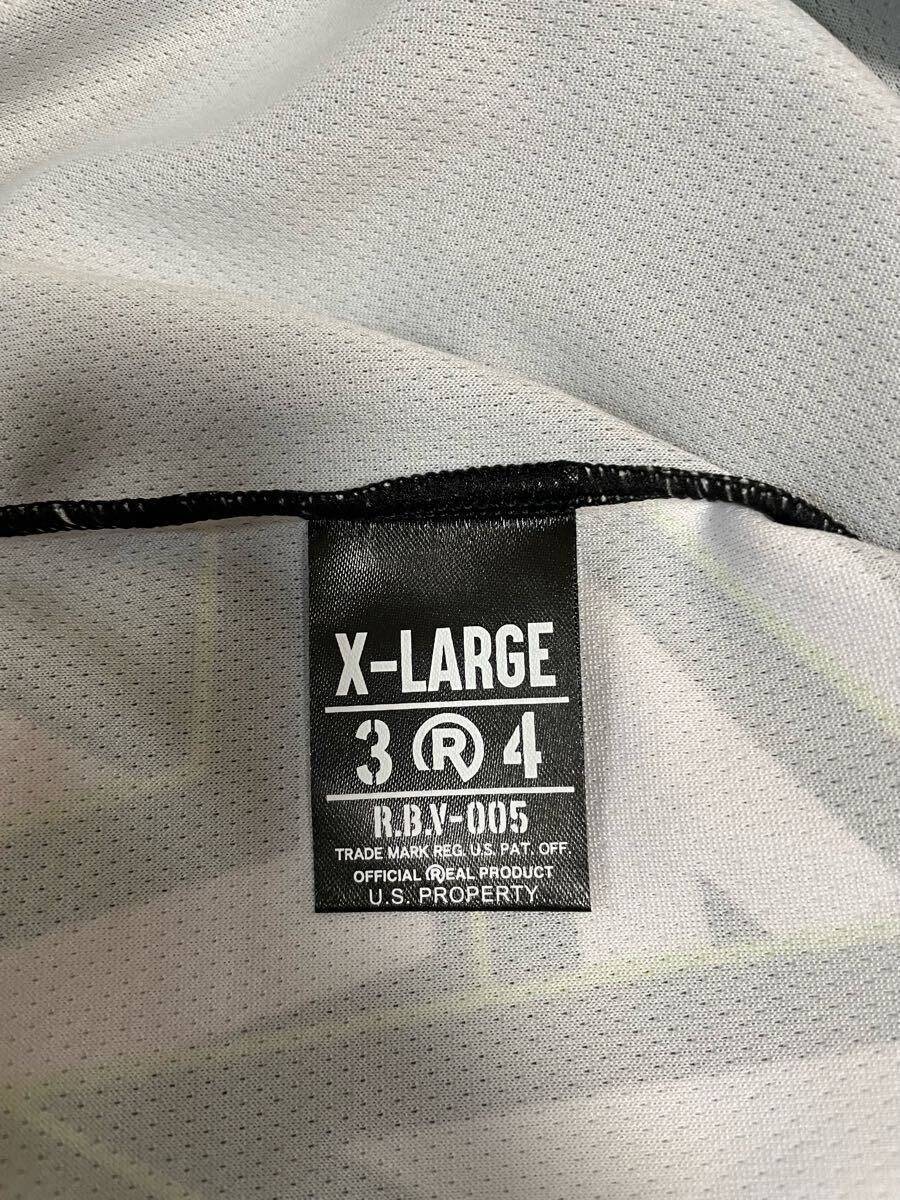 X-LARGE
3 R 4
R.B.V-005
TRADE MARK REG. U.S. PAT. OFF
OFFICIAL ®EAL PRODUCT
U.S. PROPERTY